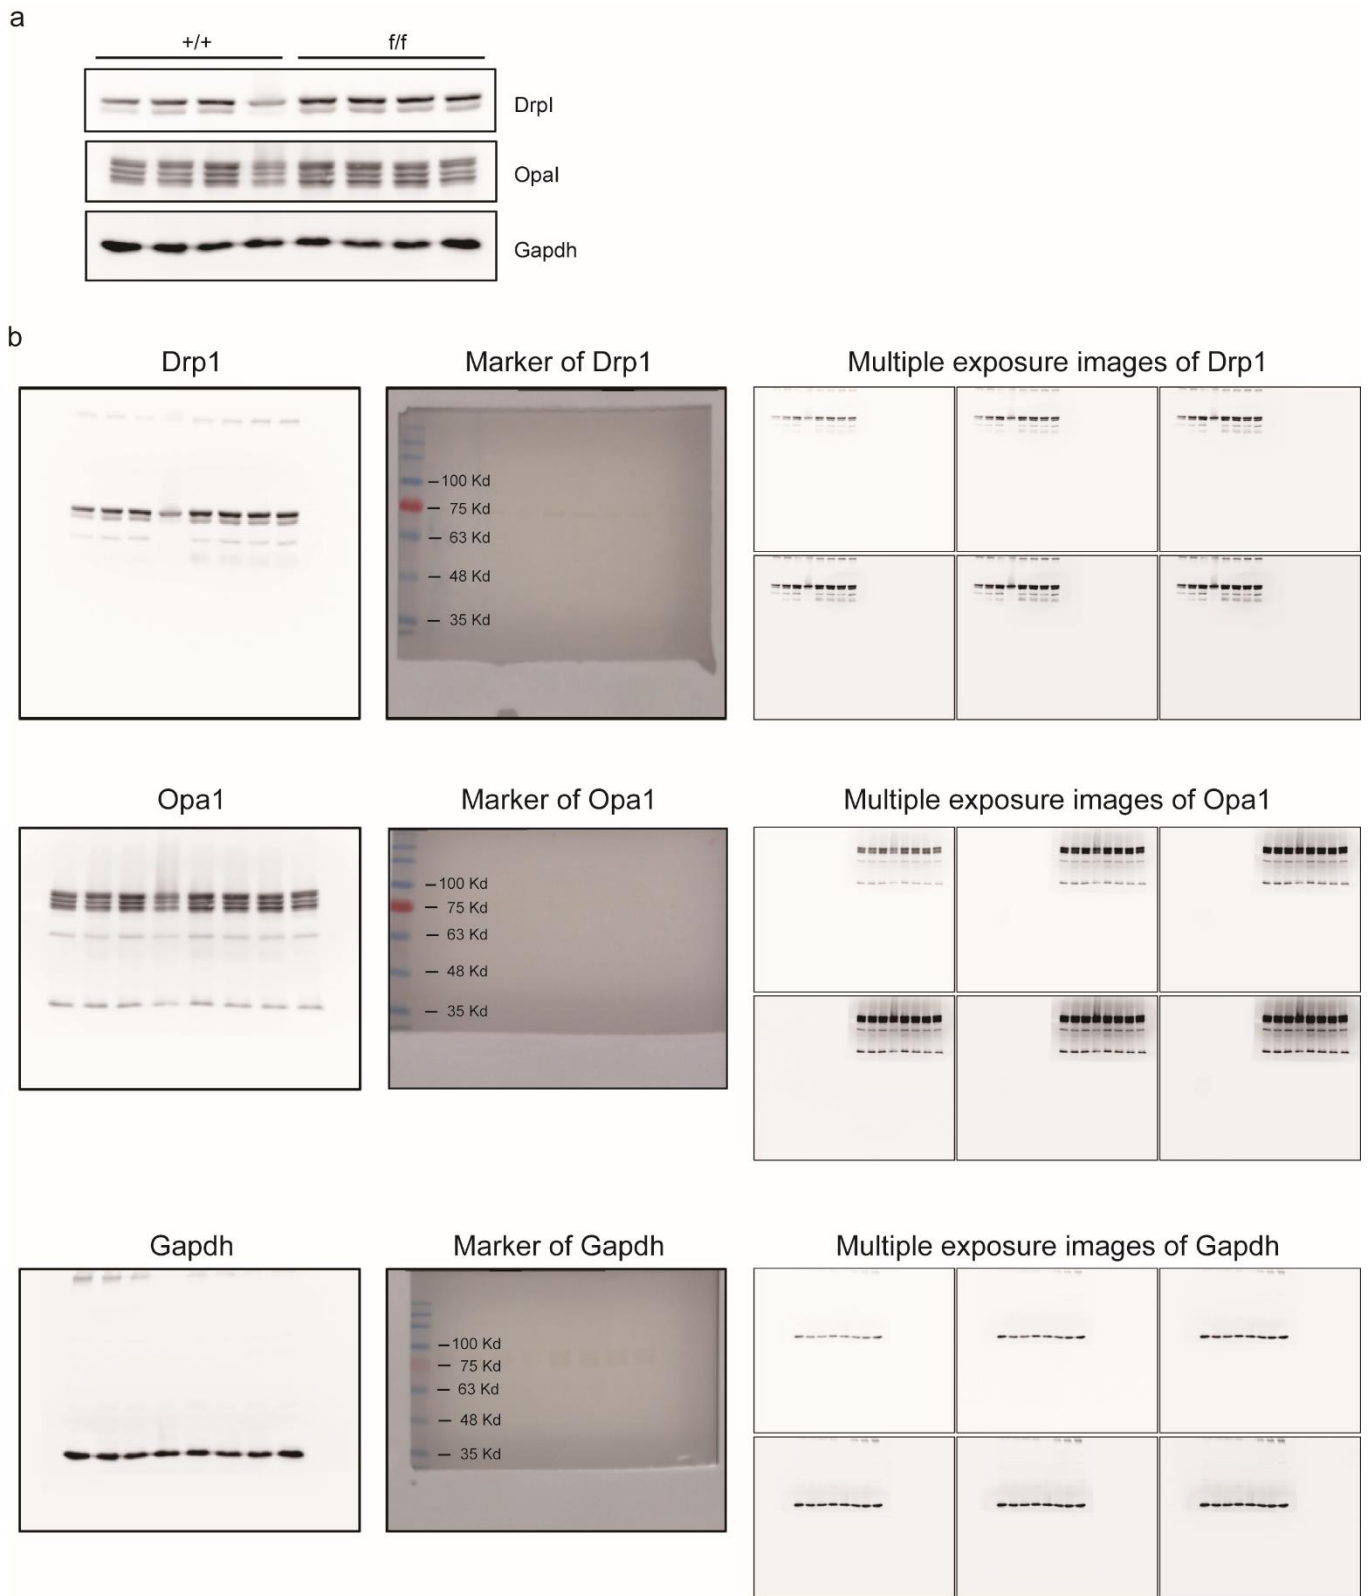 a
+/+ f/f
DrpI
OpaI
Gapdh
b
Drp1 Marker of Drp1 Multiple exposure images of Drp1
100 Kd
75 Kd
63 Kd
48 Kd
35 Kd
Opa1 Marker of Opa1 Multiple exposure images of Opa1
100 Kd
75 Kd
63 Kd
48 Kd
35 Kd
Gapdh Marker of Gapdh Multiple exposure images of Gapdh
100 Kd
75 Kd
63 Kd
48 Kd
35 Kd